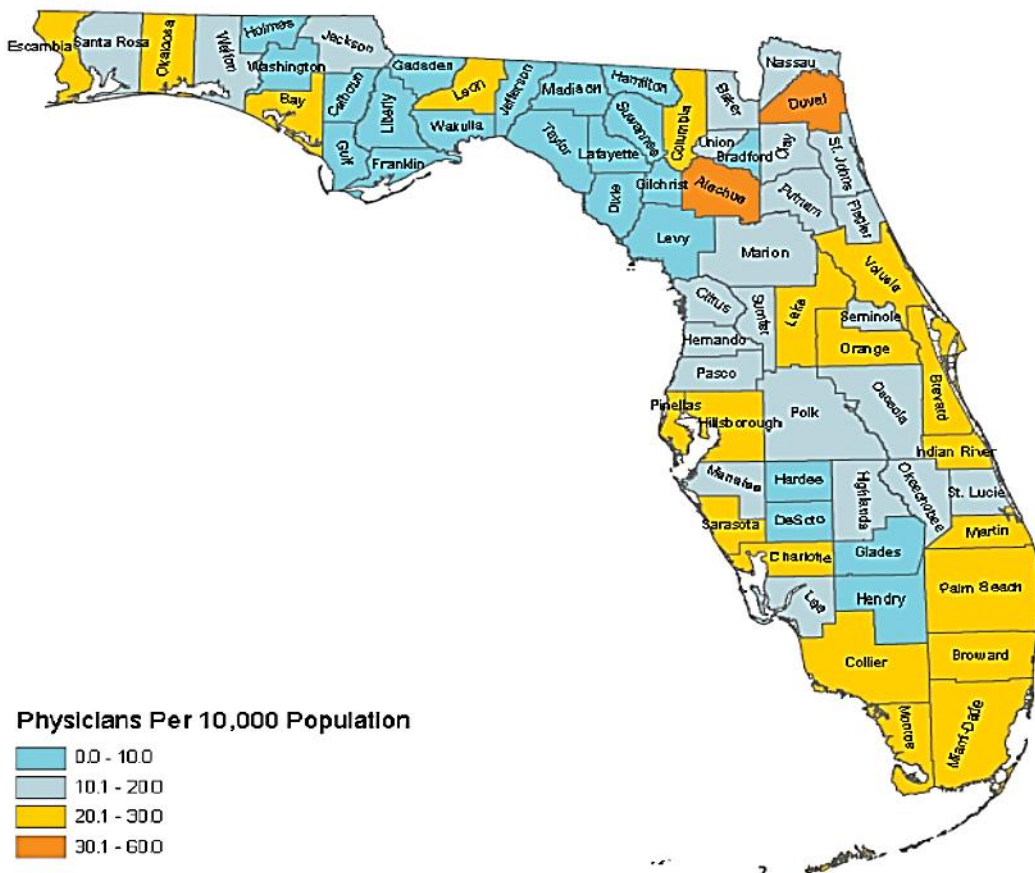 Escambia
Santa Rosa
Okaloosa
Walton
Holmes
Washington
Jackson
Bay
Calhoun
Gulf
Liberty
Gadsden
Franklin
Leon
Wakulla
Jefferson
Madison
Taylor
Hamilton
Suwannee
Lafayette
Dixie
Columbia
Gilchrist
Levy
Baker
Union
Bradford
Alachua
Nassau
Duval
Clay
St. Johns
Putnam
Flagler
Marion
Volusia
Citrus
Sumter
Lake
Seminole
Hernando
Orange
Pasco
Brevard
Pinellas
Hillsborough
Polk
Osceola
Indian River
Manatee
Hardee
Highlands
Okeechobee
St. Lucie
Sarasota
DeSoto
Martin
Charlotte
Glades
Lee
Hendry
Palm Beach
Collier
Broward
Monroe
Miami-Dade
Physicians Per 10,000 Population
0.0 - 10.0
10.1 - 20.0
20.1 - 30.0
30.1 - 60.0